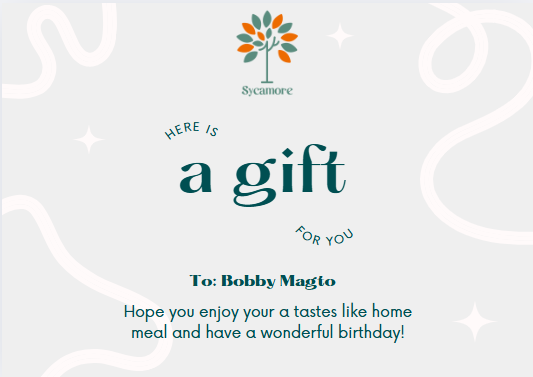 Sycamore
HERE IS
a gift
FOR YOU
To: Bobby Magto
Hope you enjoy your a tastes like home
meal and have a wonderful birthday!